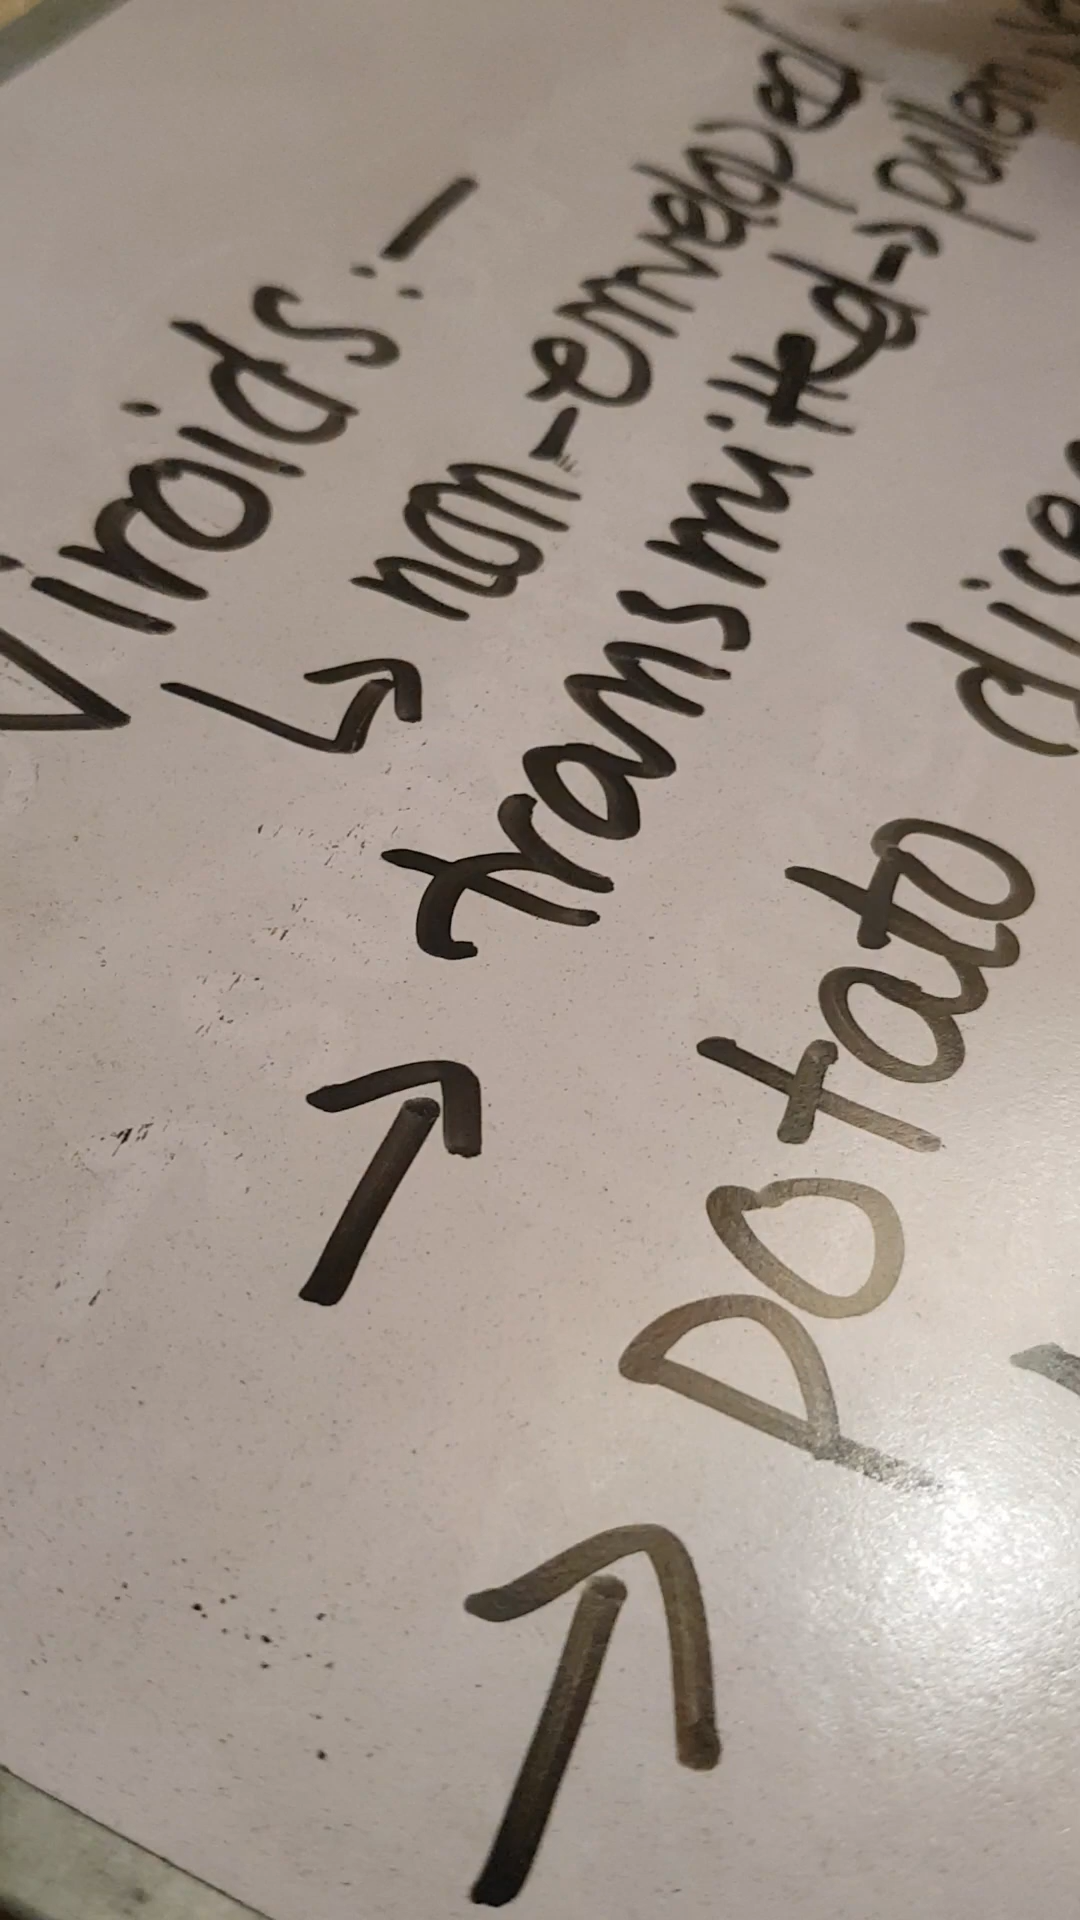 Viroids:-
↳ non-enveloped
→ transmitted → pollen
→ potato